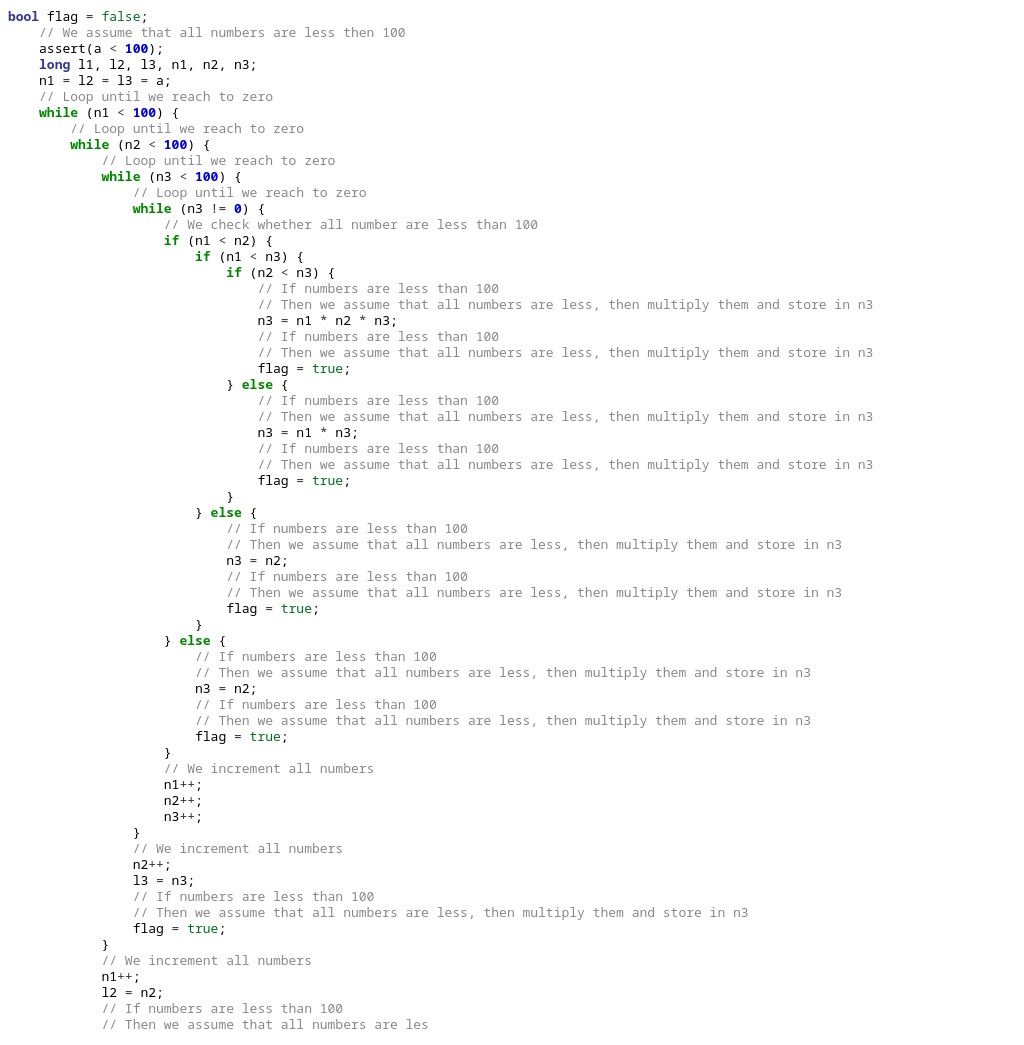 bool flag = false;
    // We assume that all numbers are less then 100
    assert(a < 100);
    long l1, l2, l3, n1, n2, n3;
    n1 = l2 = l3 = a;
    // Loop until we reach to zero
    while (n1 < 100) {
        // Loop until we reach to zero
        while (n2 < 100) {
            // Loop until we reach to zero
            while (n3 < 100) {
                // Loop until we reach to zero
                while (n3 != 0) {
                    // We check whether all number are less than 100
                    if (n1 < n2) {
                        if (n1 < n3) {
                            if (n2 < n3) {
                                // If numbers are less than 100
                                // Then we assume that all numbers are less, then multiply them and store in n3
                                n3 = n1 * n2 * n3;
                                // If numbers are less than 100
                                // Then we assume that all numbers are less, then multiply them and store in n3
                                flag = true;
                            } else {
                                // If numbers are less than 100
                                // Then we assume that all numbers are less, then multiply them and store in n3
                                n3 = n1 * n3;
                                // If numbers are less than 100
                                // Then we assume that all numbers are less, then multiply them and store in n3
                                flag = true;
                            }
                        } else {
                            // If numbers are less than 100
                            // Then we assume that all numbers are less, then multiply them and store in n3
                            n3 = n2;
                            // If numbers are less than 100
                            // Then we assume that all numbers are less, then multiply them and store in n3
                            flag = true;
                        }
                    } else {
                        // If numbers are less than 100
                        // Then we assume that all numbers are less, then multiply them and store in n3
                        n3 = n2;
                        // If numbers are less than 100
                        // Then we assume that all numbers are less, then multiply them and store in n3
                        flag = true;
                    }
                    // We increment all numbers
                    n1++;
                    n2++;
                    n3++;
                }
                // We increment all numbers
                n2++;
                l3 = n3;
                // If numbers are less than 100
                // Then we assume that all numbers are less, then multiply them and store in n3
                flag = true;
            }
            // We increment all numbers
            n1++;
            l2 = n2;
            // If numbers are less than 100
            // Then we assume that all numbers are les